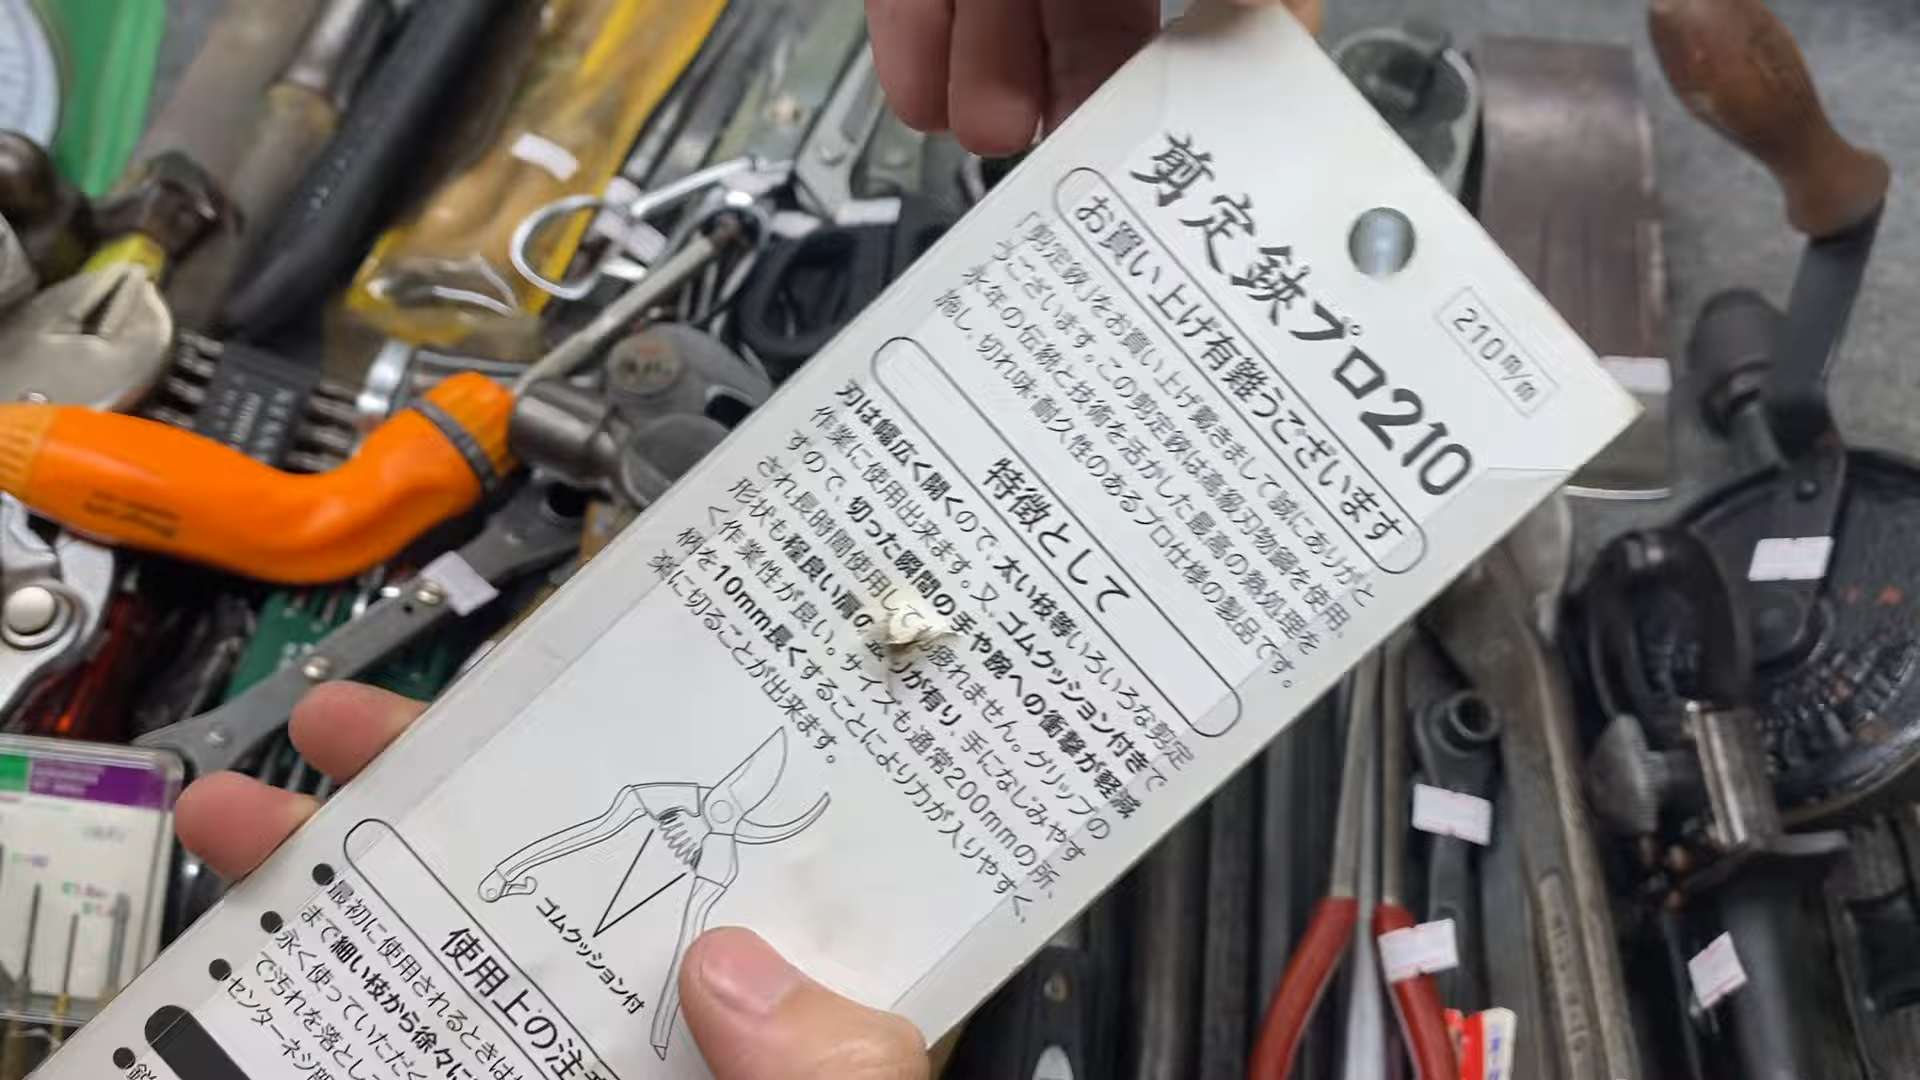 剪定鋏プロ210
210㎜/m
お買い上げ有難うございます
「剪定鋏」をお買い上げ戴きまして誠にありがと
うございます。この剪定鋏は高級刃物鋼を使用、
永年の伝統と技術を活かした最高の熱処理を
施し、切れ味・耐久性のあるプロ仕様の製品です。
特徴として
刃は幅広く開くので、太い枝等いろいろな剪定
作業に使用出来ます。又、ゴムクッション付きで
すので、切った瞬間の手や腕への衝撃が軽減
され長時間使用しても疲れません。グリップの
形状も程良い肩の 有り、手になじみやす
く作業性が良い。サイズも通常200mmの所、
柄を10mm長くすることにより力が入りやすく、
楽に切ることが出来ます。
ゴムクッション付
使用上の注意
●最初に使用されるときは
まで細い枝から徐々に
●永く使っていただく
で汚れを落とし
●センターネジ部